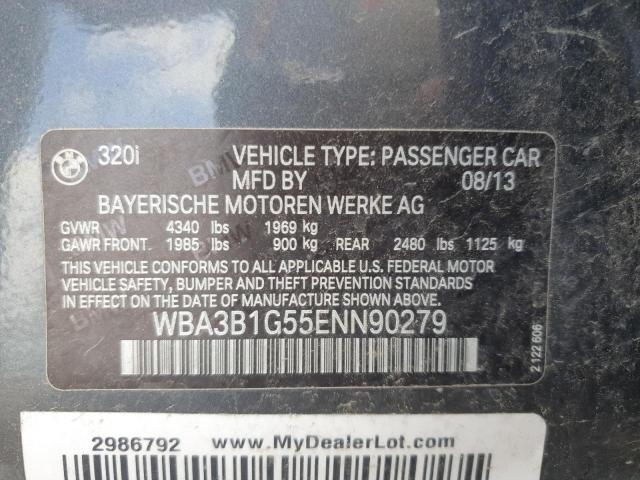 320i VEHICLE TYPE: PASSENGER CAR
MFD BY 08/13
BAYERISCHE MOTOREN WERKE AG
GVWR 4340 lbs 1969 kg
GAWR FRONT. 1985 lbs 900 kg REAR 2480 lbs 1125 kg
THIS VEHICLE CONFORMS TO ALL APPLICABLE U.S. FEDERAL MOTOR
VEHICLE SAFETY, BUMPER AND THEFT PREVENTION STANDARDS
IN EFFECT ON THE DATE OF MANUFACTURE SHOWN ABOVE.
WBA3B1G55ENN90279
2 122 606
2986792 www.MyDealerLot.com